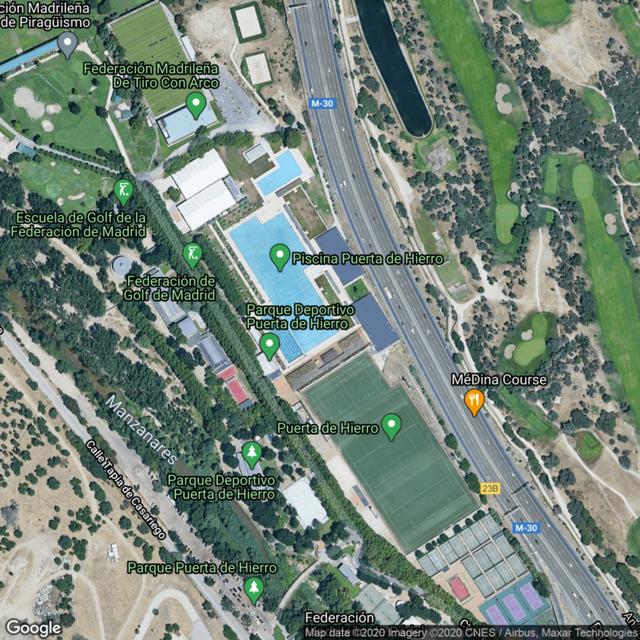 ción Madrileña
de Piragüismo
Federación Madrileña
De Tiro Con Arco
M-30
Escuela de Golf de la
Federación de Madrid
Piscina Puerta de Hierro
Federación de
Golf de Madrid
Parque Deportivo
Puerta de Hierro
MéDina Course
Manzanares
Puerta de Hierro
Calle Tapia de Casariego
Parque Deportivo
Puerta de Hierro
23B
M-30
Parque Puerta de Hierro
Federación
Google
Map data ©2020 Imagery ©2020 CNES / Airbus, Maxar Technologies